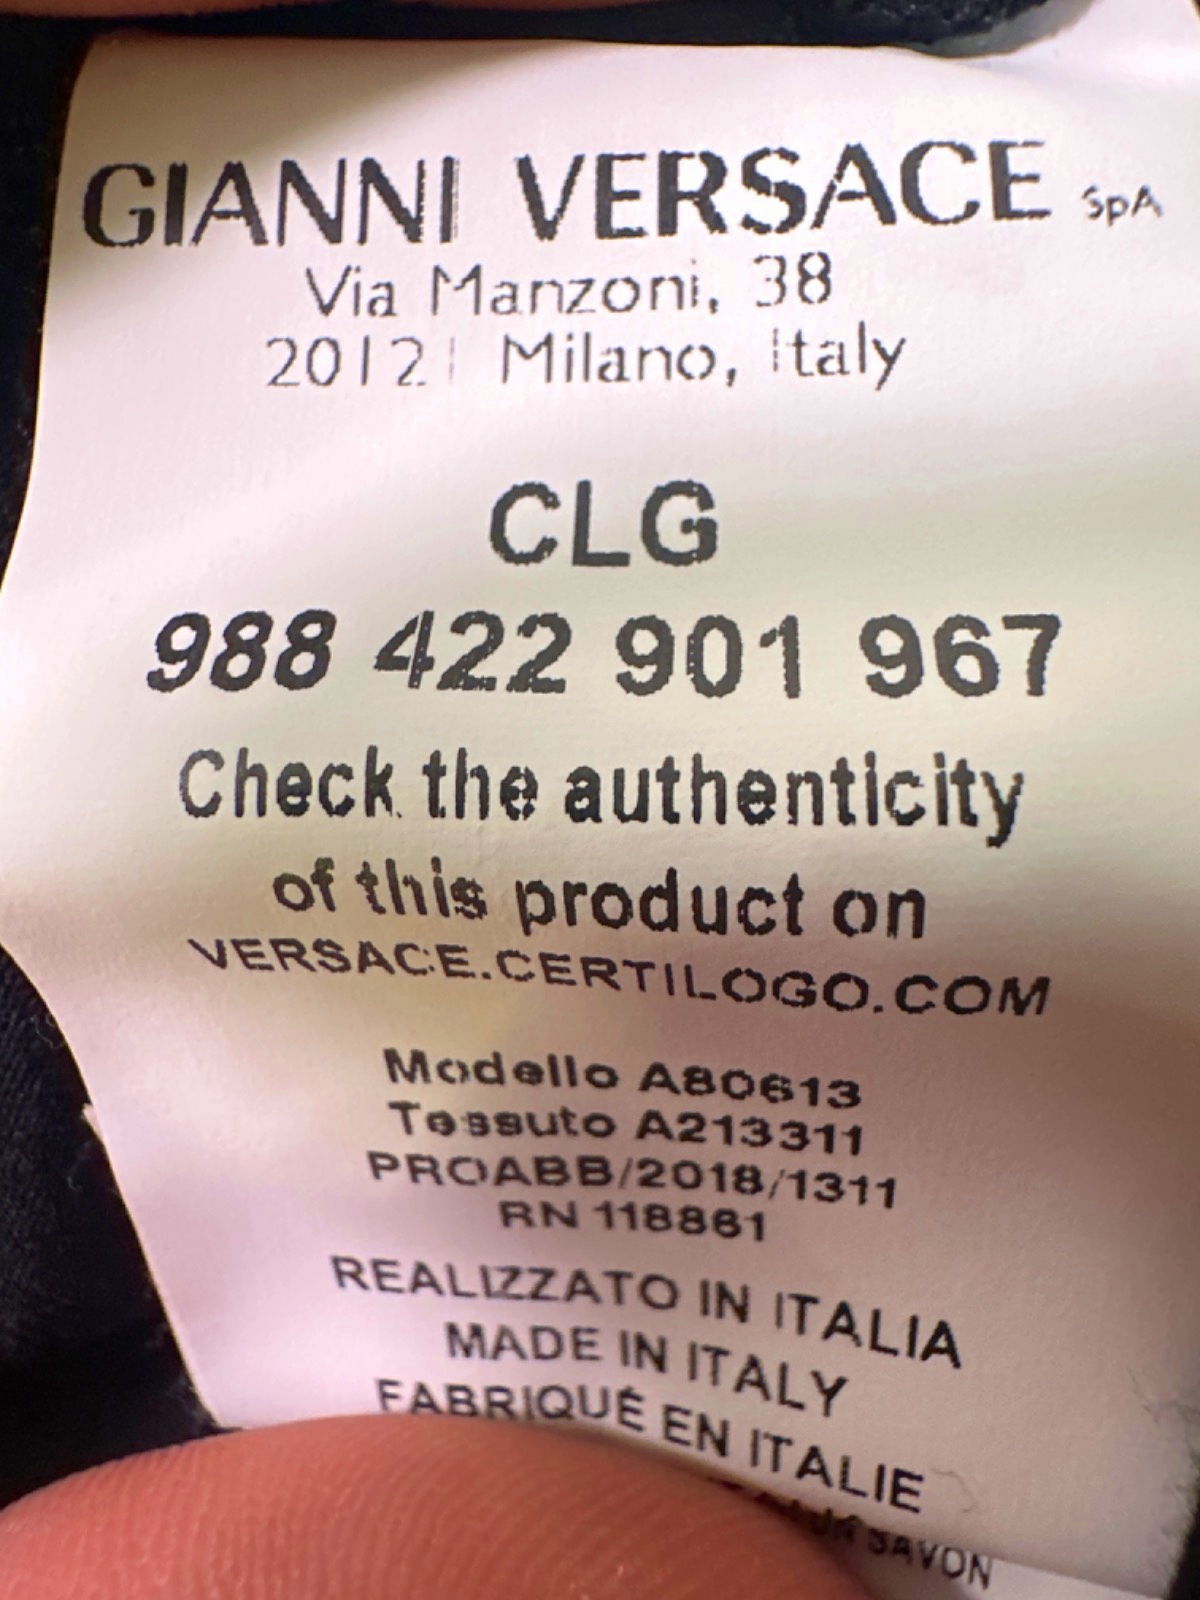 GIANNI VERSACE SpA
Via Manzoni, 38
20121 Milano, Italy
CLG
988 422 901 967
Check the authenticity
of this product on
VERSACE.CERTILOGO.COM
Modello A80613
Tessuto A213311
PROABB/2018/1311
RN 118861
REALIZZATO IN ITALIA
MADE IN ITALY
FABRIQUÉ EN ITALIE
SAVON